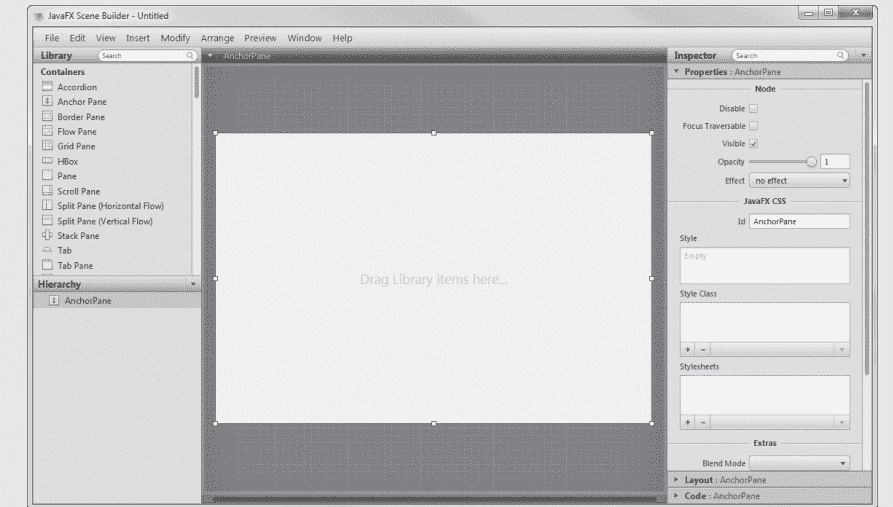 JavaFX Scene Builder - Untitled
File Edit View Insert Modify Arrange Preview Window Help
Library
Search
Containers
Accordion
Anchor Pane
Border Pane
Flow Pane
Grid Pane
HBox
Pane
Scroll Pane
Split Pane (Horizontal Flow)
Split Pane (Vertical Flow)
Stack Pane
Tab
Tab Pane
Hierarchy
AnchorPane
AnchorPane
Drag Library items here...
Inspector
Search
Properties : AnchorPane
Node
Disable
Focus Traversable
Visible
Opacity 1
Effect no effect
JavaFX CSS
Id AnchorPane
Style
Empty
Style Class
+ -
Stylesheets
+ -
Extras
Blend Mode
Layout : AnchorPane
Code : AnchorPane